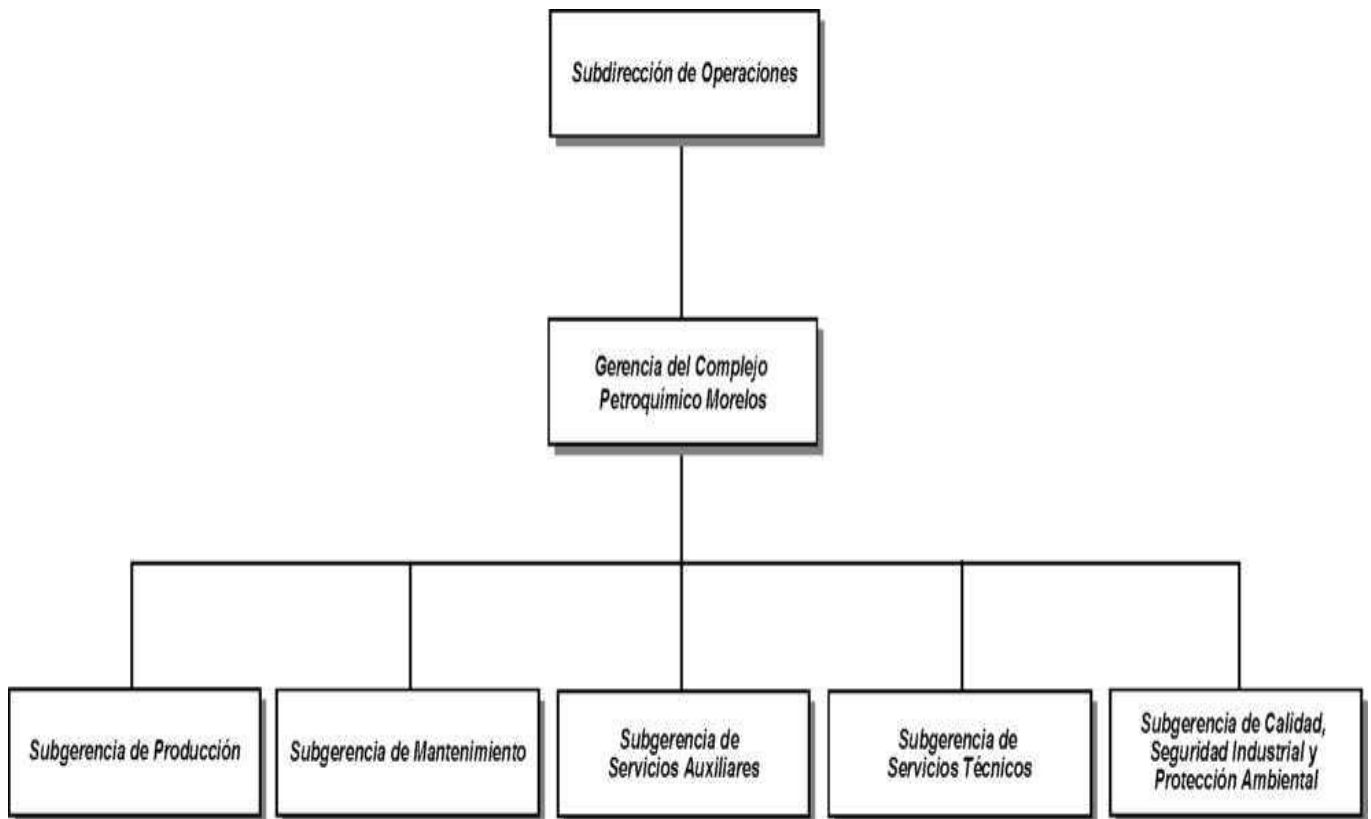 Subdirección de Operaciones
Gerencia del Complejo
Petroquímico Morelos
Subgerencia de Producción
Subgerencia de Mantenimiento
Subgerencia de
Servicios Auxiliares
Subgerencia de
Servicios Técnicos
Subgerencia de Calidad,
Seguridad Industrial y
Protección Ambiental